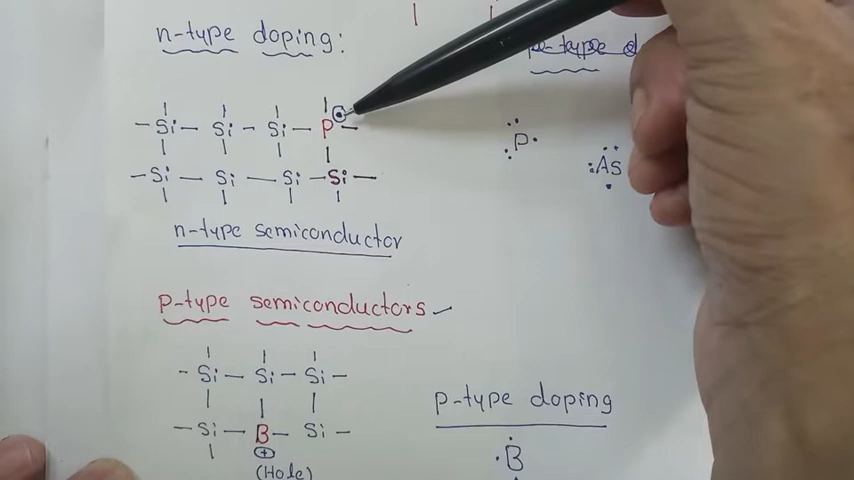 n-type doping:
p-type d
Si Si Si P
P
As
Si Si Si Si
n-type semiconductor
p-type semiconductors
Si Si Si
p-type doping
Si B Si
+
B
(Hole)